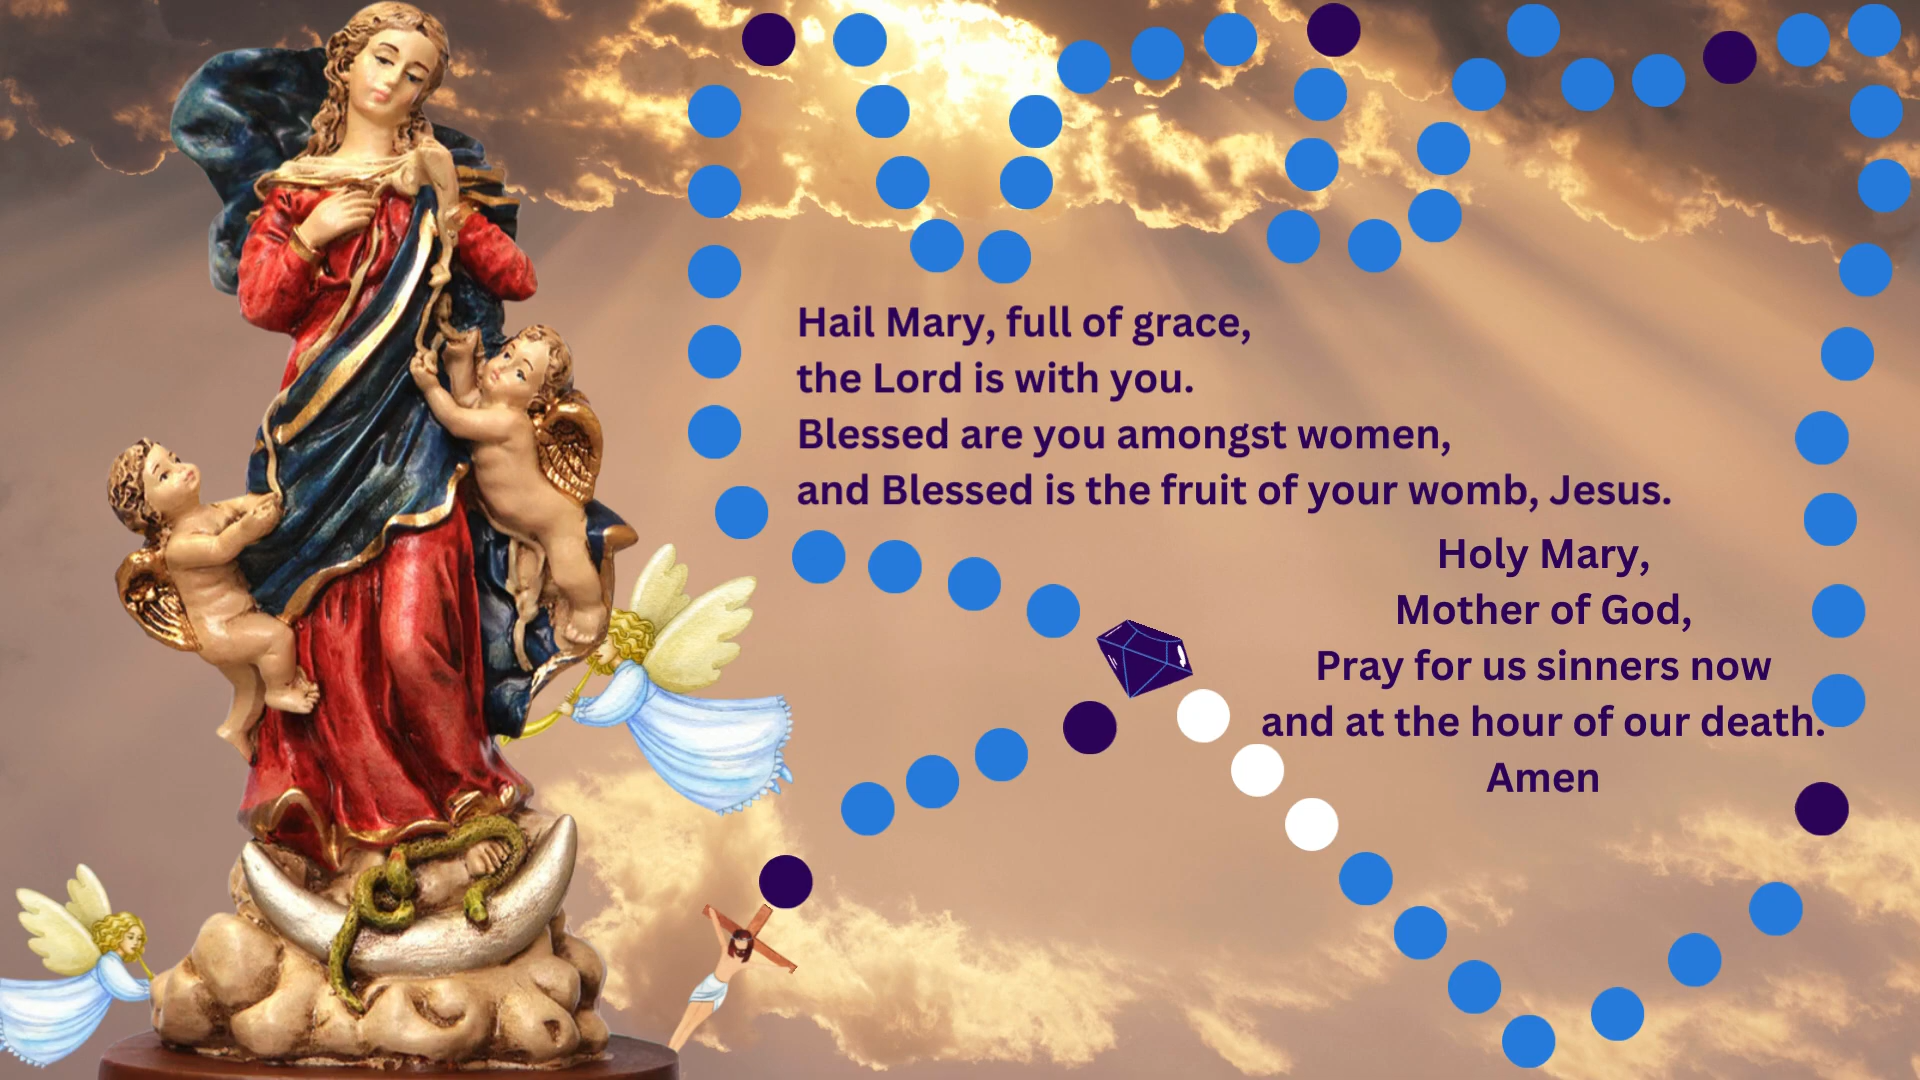 Hail Mary, full of grace,
the Lord is with you.
Blessed are you amongst women,
and Blessed is the fruit of your womb, Jesus.
Holy Mary,
Mother of God,
Pray for us sinners now
and at the hour of our death.
Amen